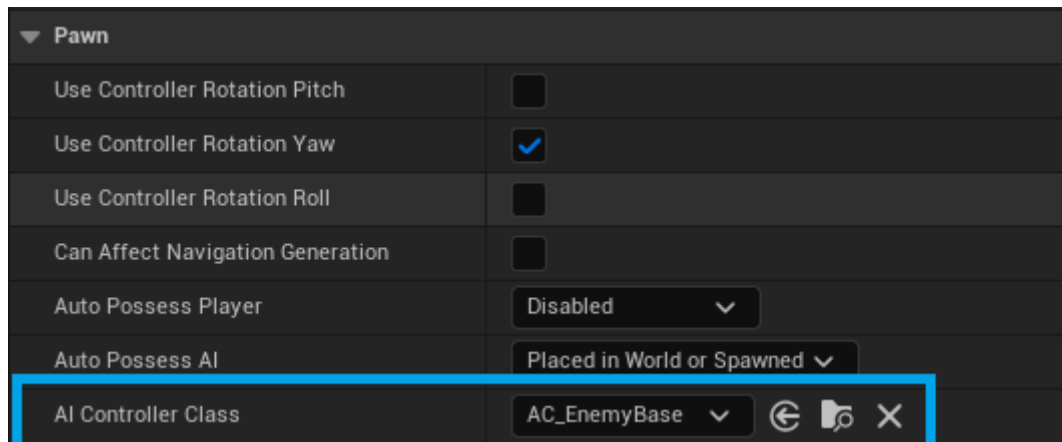 Pawn
Use Controller Rotation Pitch
Use Controller Rotation Yaw
Use Controller Rotation Roll
Can Affect Navigation Generation
Auto Possess Player Disabled
Auto Possess AI Placed in World or Spawned
AI Controller Class AC_EnemyBase